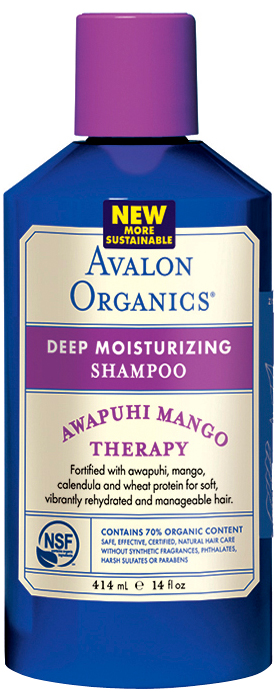 NEW
MORE
SUSTAINABLE
AVALON
ORGANICS®
DEEP MOISTURIZING
SHAMPOO
AWAPUHI MANGO
THERAPY
Fortified with awapuhi, mango,
calendula and wheat protein for soft,
vibrantly rehydrated and manageable hair.
NSF
CONTAINS 70% ORGANIC CONTENT
SAFE, EFFECTIVE, CERTIFIED, NATURAL HAIR CARE
WITHOUT SYNTHETIC FRAGRANCES, PHTHALATES,
HARSH SULFATES OR PARABENS
414 mL ℮ 14 fl oz